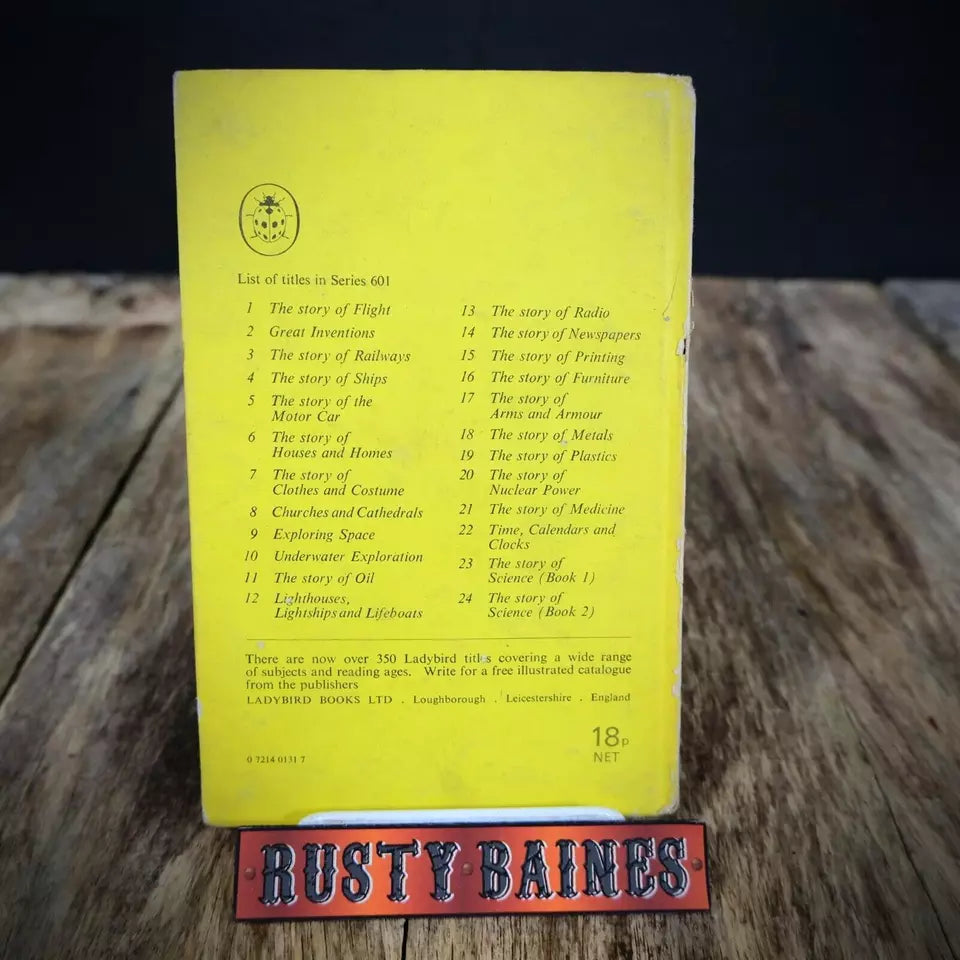 List of titles in Series 601
1 The story of Flight
2 Great Inventions
3 The story of Railways
4 The story of Ships
5 The story of the
Motor Car
6 The story of
Houses and Homes
7 The story of
Clothes and Costume
8 Churches and Cathedrals
9 Exploring Space
10 Underwater Exploration
11 The story of Oil
12 Lighthouses,
Lightships and Lifeboats
13 The story of Radio
14 The story of Newspapers
15 The story of Printing
16 The story of Furniture
17 The story of
Arms and Armour
18 The story of Metals
19 The story of Plastics
20 The story of
Nuclear Power
21 The story of Medicine
22 Time, Calendars and
Clocks
23 The story of
Science (Book 1)
24 The story of
Science (Book 2)
There are now over 350 Ladybird titles covering a wide range
of subjects and reading ages. Write for a free illustrated catalogue
from the publishers
LADYBIRD BOOKS LTD . Loughborough . Leicestershire . England
18p
NET
0 7214 0131 7
RUSTY BAINES